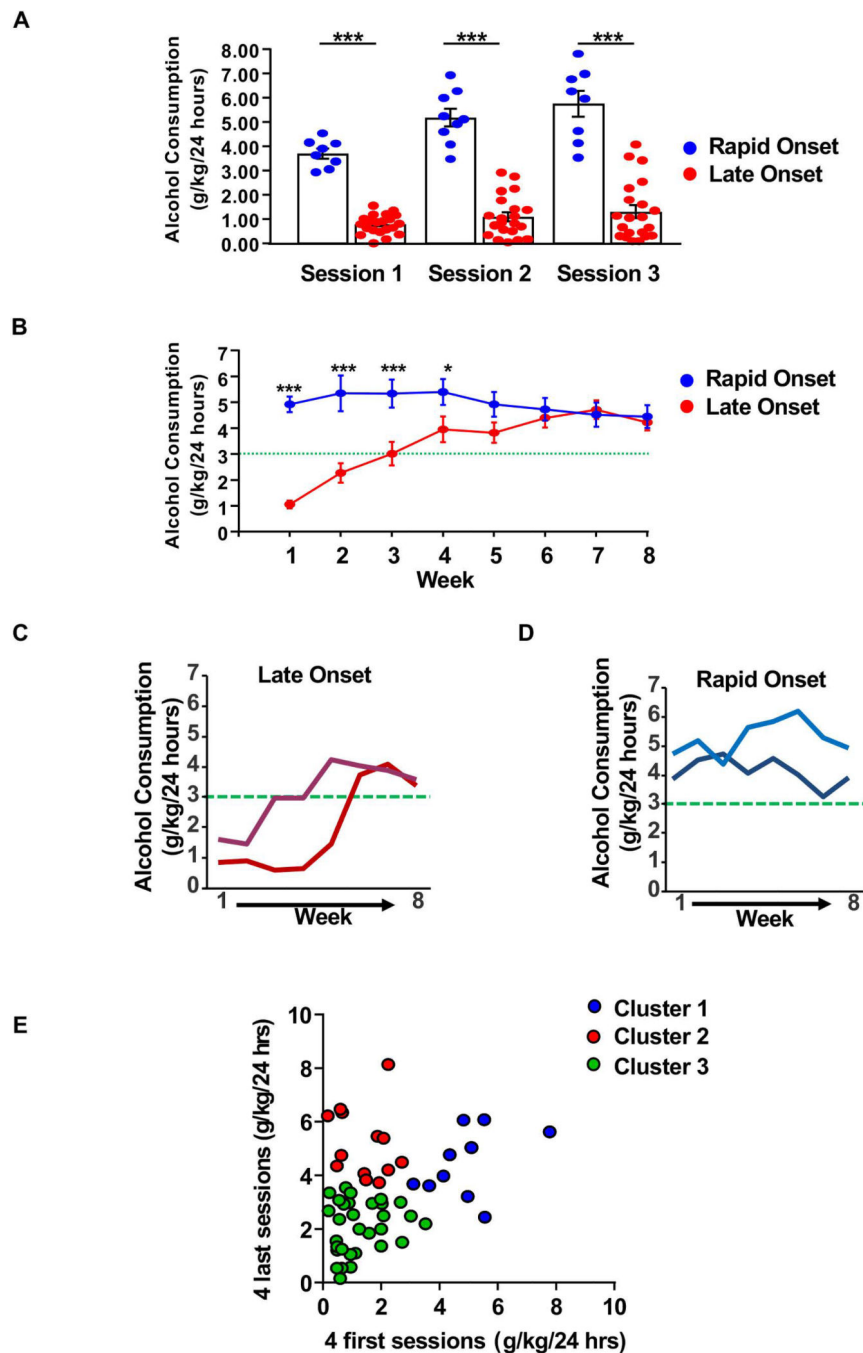 A
Alcohol Consumption
(g/kg/24 hours)
8.00
7.00
6.00
5.00
4.00
3.00
2.00
1.00
0.00
*** *** ***
Session 1 Session 2 Session 3
Rapid Onset
Late Onset
B
Alcohol Consumption
(g/kg/24 hours)
7
6
5
4
3
2
1
0
*** *** *** *
1 2 3 4 5 6 7 8
Week
Rapid Onset
Late Onset
C
Late Onset
Alcohol Consumption
(g/kg/24 hours)
7
6
5
4
3
2
1
0
1 8
Week
D
Rapid Onset
Alcohol Consumption
(g/kg/24 hours)
7
6
5
4
3
2
1
0
1 8
Week
E
Cluster 1
Cluster 2
Cluster 3
4 last sessions (g/kg/24 hrs)
10
8
6
4
2
0
0 2 4 6 8 10
4 first sessions (g/kg/24 hrs)